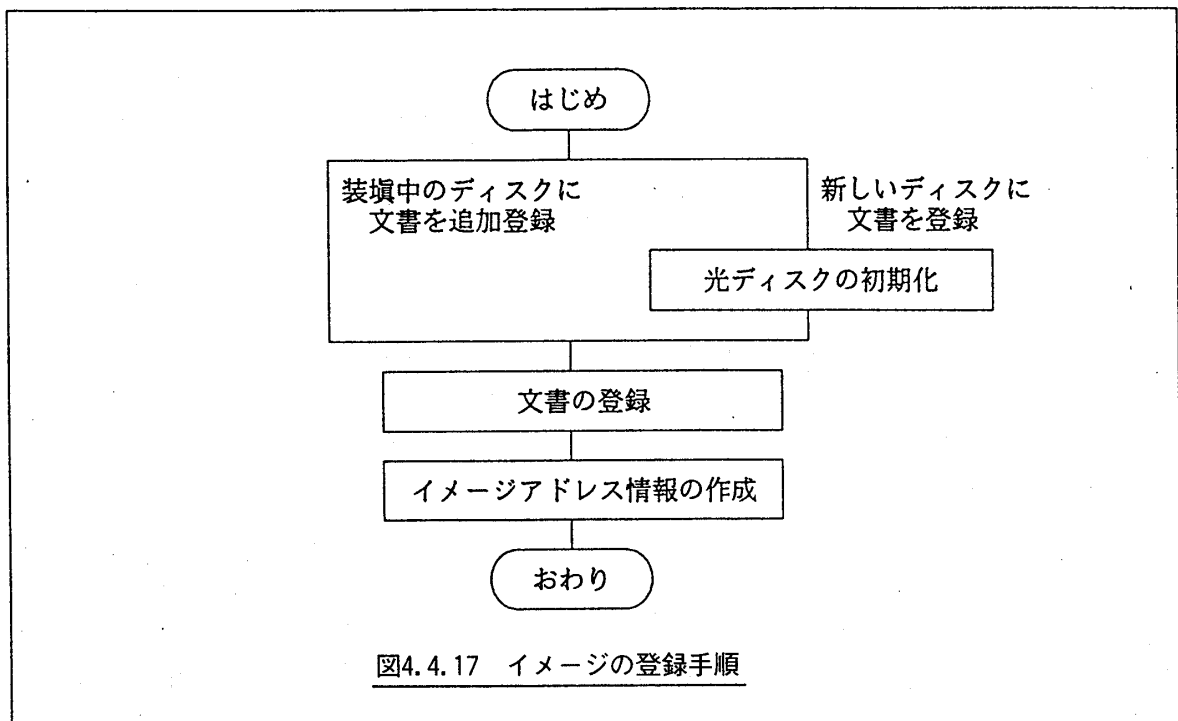 はじめ
装塡中のディスクに
文書を追加登録
新しいディスクに
文書を登録
光ディスクの初期化
文書の登録
イメージアドレス情報の作成
おわり
図4.4.17 イメージの登録手順